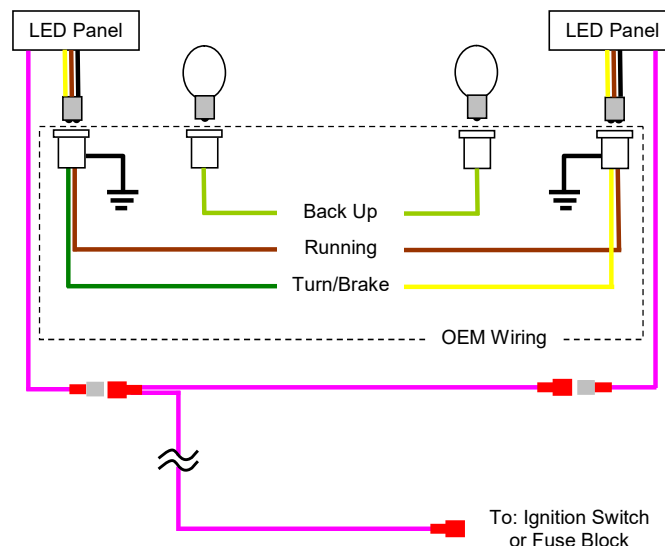 LED Panel
LED Panel
Back Up
Running
Turn/Brake
OEM Wiring
To: Ignition Switch
or Fuse Block